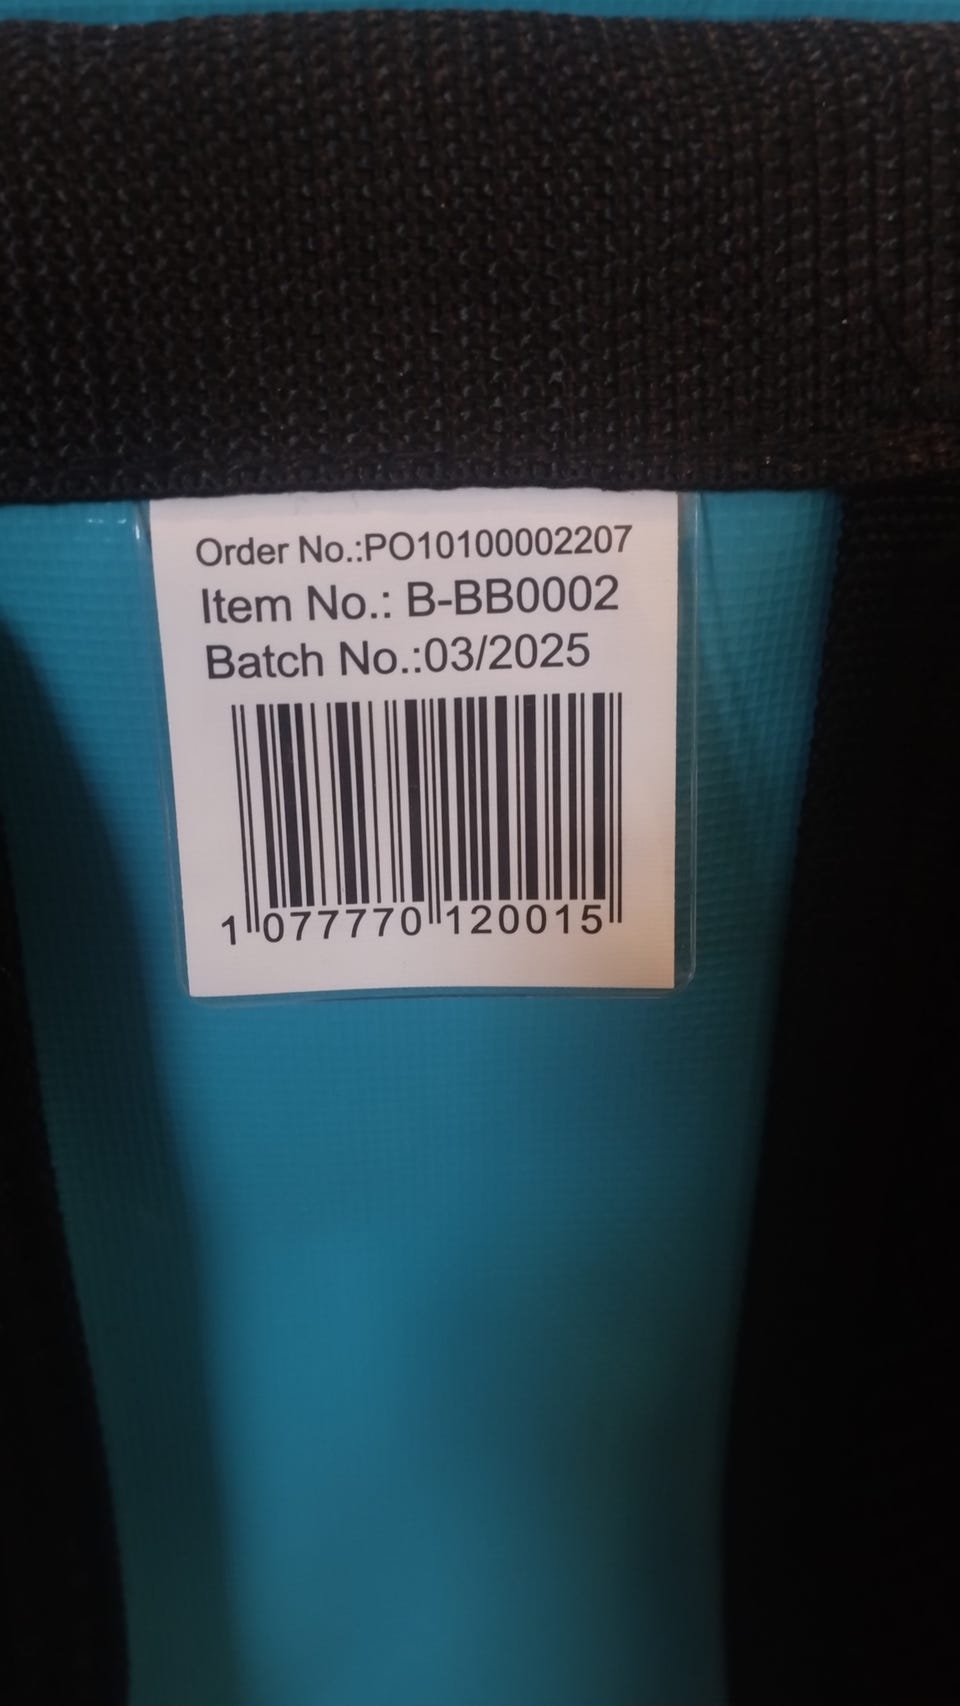 Order No.:PO10100002207
Item No.: B-BB0002
Batch No.:03/2025
1 077770 120015